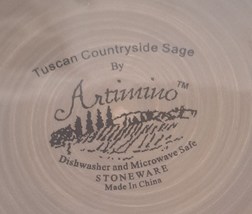 Tuscan Countryside Sage
By
Artimino™
Dishwasher and Microwave Safe
STONEWARE
Made in China